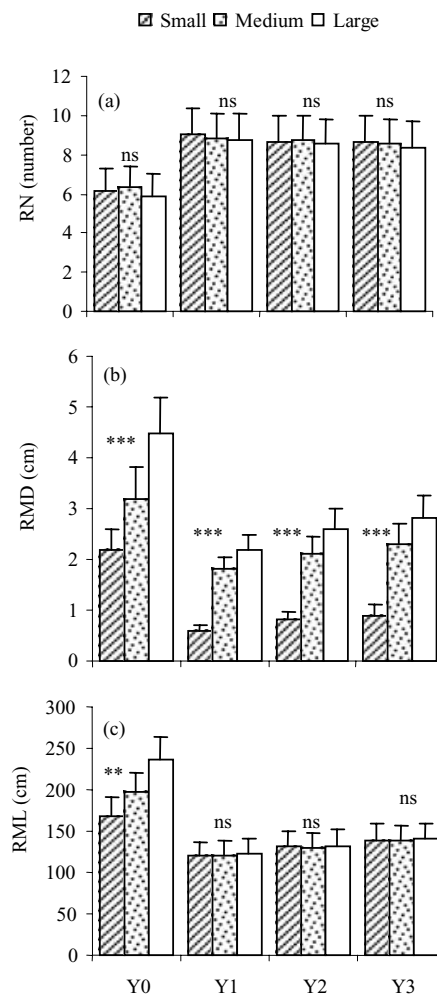 Small Medium Large
12
(a)
10
ns
ns
ns
8
ns
6
4
2
0
RN (number)
6
(b)
5
***
4
3
***
***
***
2
1
0
RMD (cm)
300
(c)
250
**
200
ns
ns
ns
150
100
50
0
RML (cm)
Y0 Y1 Y2 Y3